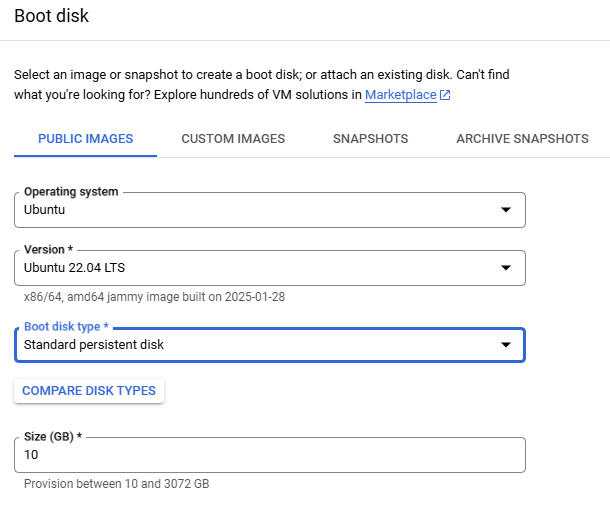 Boot disk
Select an image or snapshot to create a boot disk; or attach an existing disk. Can't find
what you're looking for? Explore hundreds of VM solutions in Marketplace
PUBLIC IMAGES CUSTOM IMAGES SNAPSHOTS ARCHIVE SNAPSHOTS
Operating system
Ubuntu
Version *
Ubuntu 22.04 LTS
x86/64, amd64 jammy image built on 2025-01-28
Boot disk type *
Standard persistent disk
COMPARE DISK TYPES
Size (GB) *
10
Provision between 10 and 3072 GB